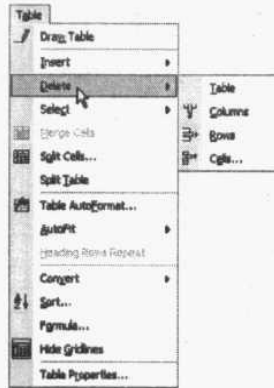 Table
Draw Table
Insert
Delete
Select
Merge Cells
Split Cells...
Split Table
Table AutoFormat...
AutoFit
Heading Rows Repeat
Convert
Sort...
Formula...
Hide Gridlines
Table Properties...
Table
Columns
Rows
Cells...